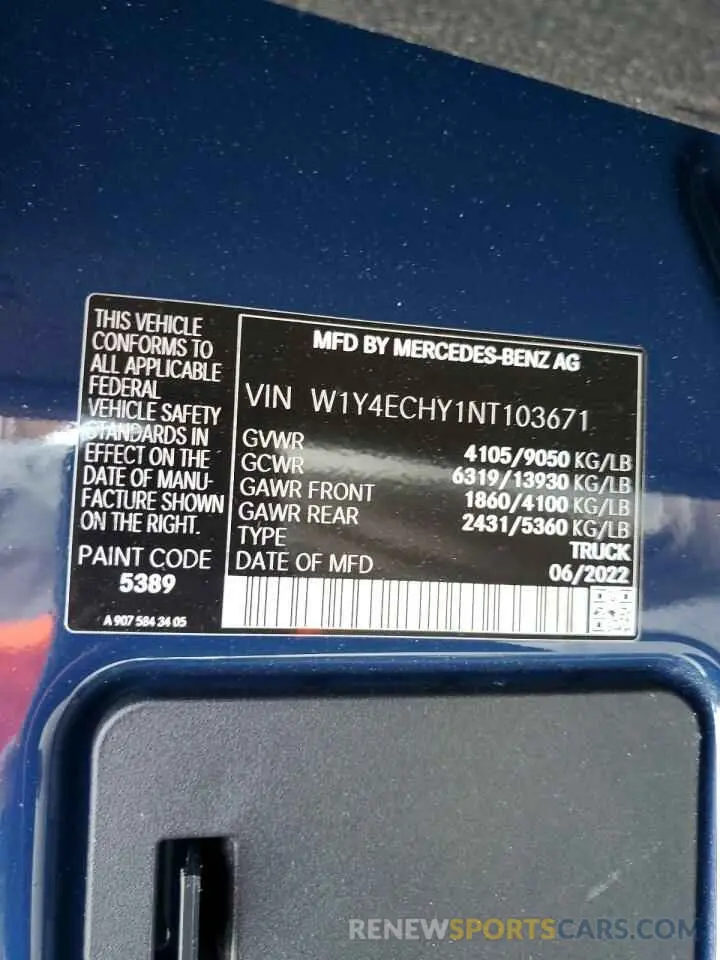 THIS VEHICLE
CONFORMS TO
ALL APPLICABLE
FEDERAL
VEHICLE SAFETY
STANDARDS IN
EFFECT ON THE
DATE OF MANU-
FACTURE SHOWN
ON THE RIGHT.
PAINT CODE
5389
A 907 584 34 05
MFD BY MERCEDES-BENZ AG
VIN W1Y4ECHY1NT103671
GVWR 4105/9050 KG/LB
GCWR 6319/13930 KG/LB
GAWR FRONT 1860/4100 KG/LB
GAWR REAR 2431/5360 KG/LB
TYPE TRUCK
DATE OF MFD 06/2022
RENEWSPORTSCARS.COM